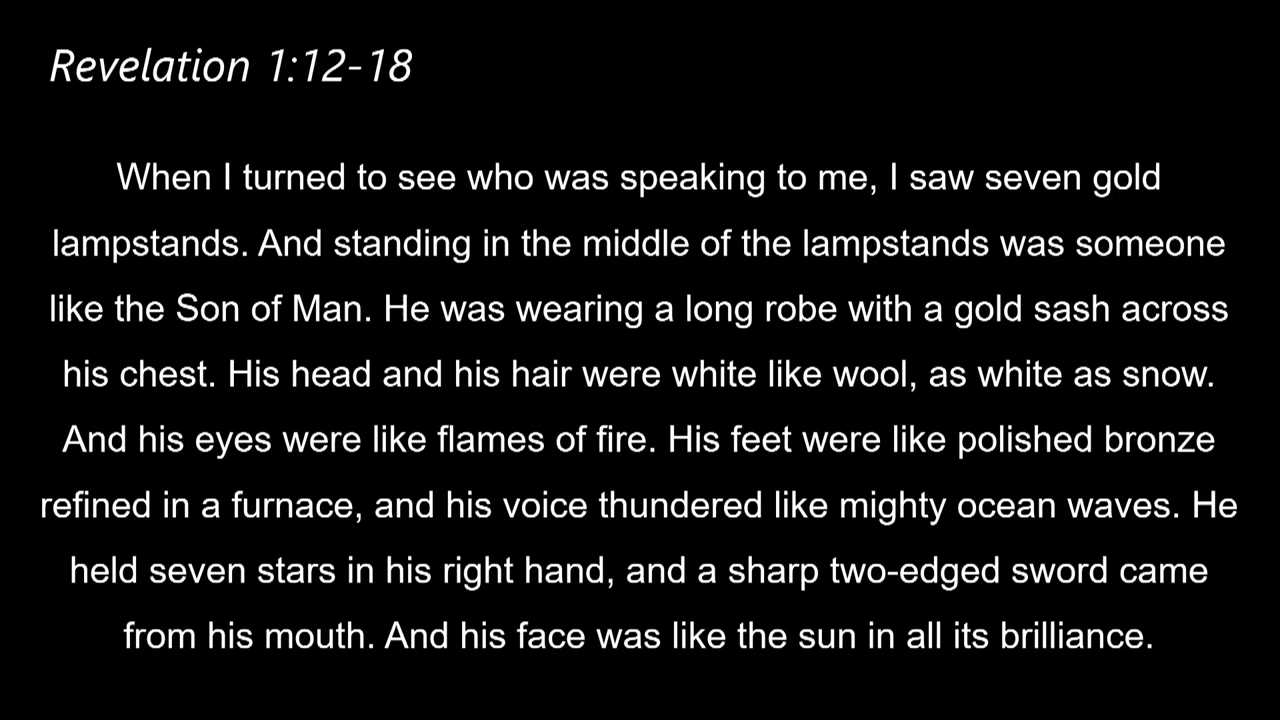 Revelation 1:12-18
When I turned to see who was speaking to me, I saw seven gold
lampstands. And standing in the middle of the lampstands was someone
like the Son of Man. He was wearing a long robe with a gold sash across
his chest. His head and his hair were white like wool, as white as snow.
And his eyes were like flames of fire. His feet were like polished bronze
refined in a furnace, and his voice thundered like mighty ocean waves. He
held seven stars in his right hand, and a sharp two-edged sword came
from his mouth. And his face was like the sun in all its brilliance.